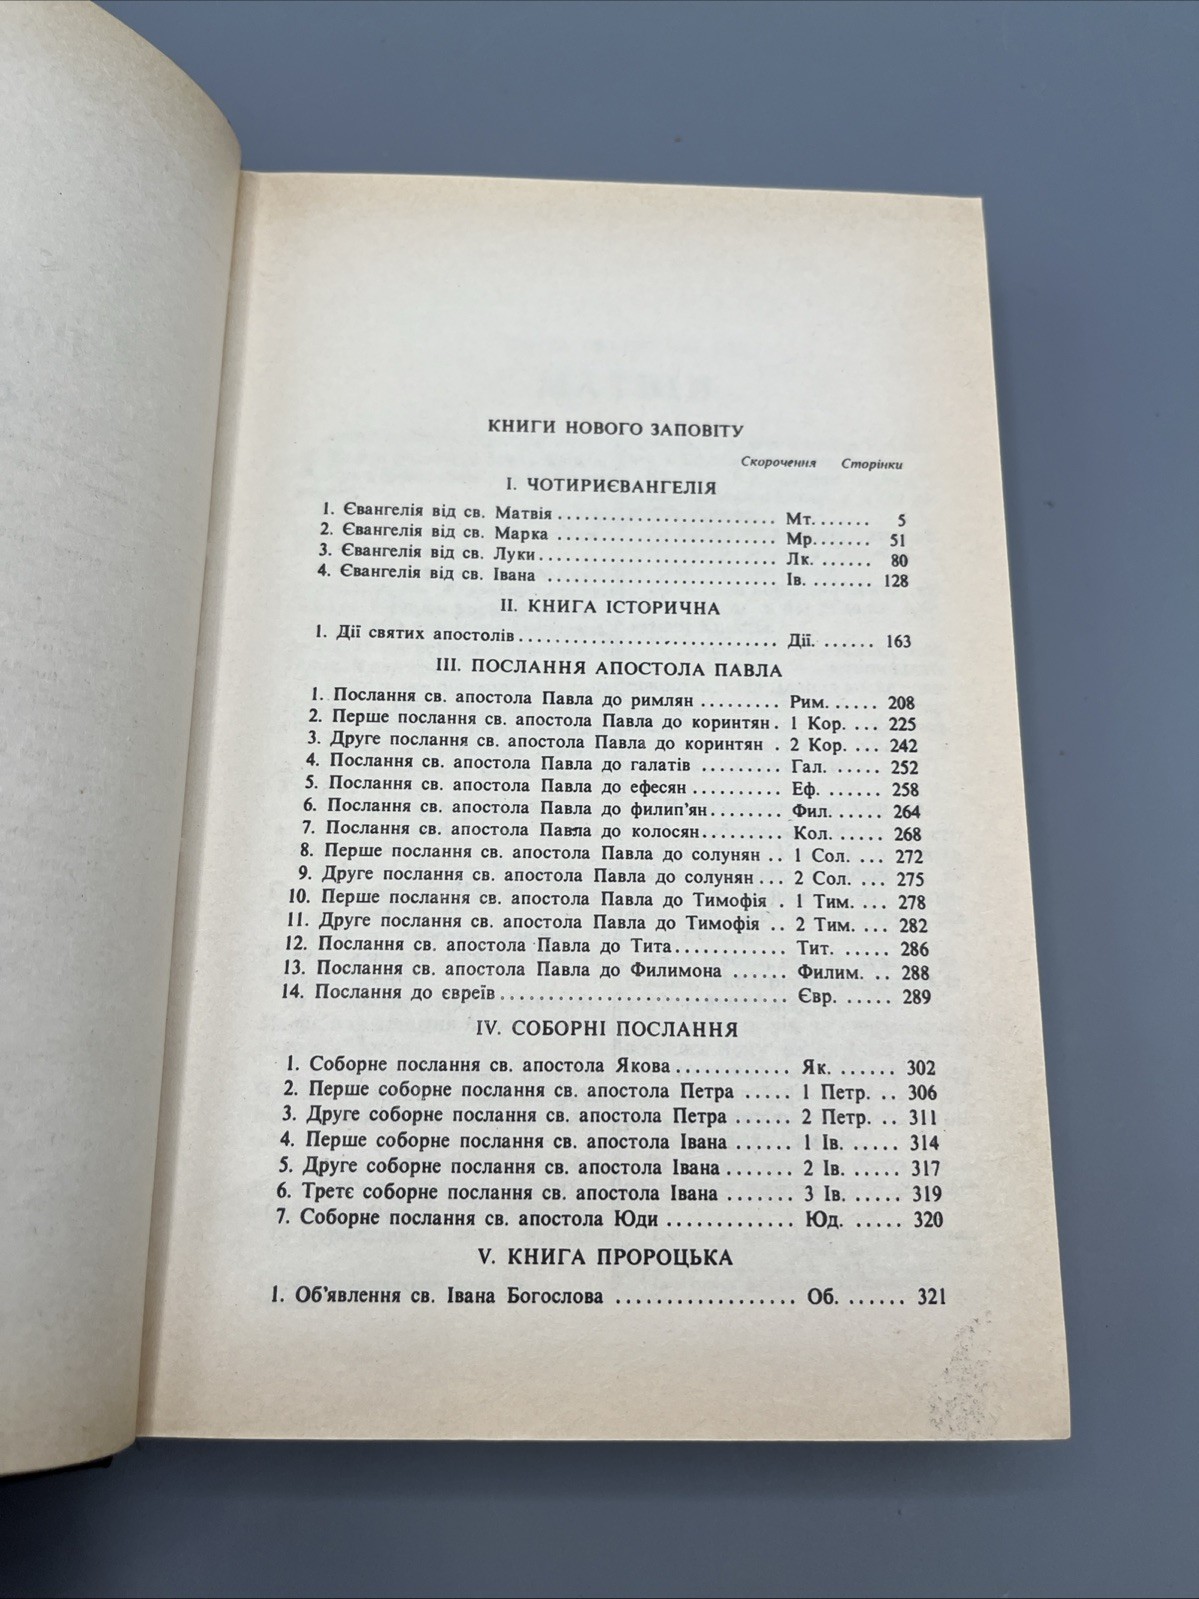 КНИГИ НОВОГО ЗАПОВІТУ
Скорочення Сторінки
I. ЧОТИРИЄВАНГЕЛІЯ
1. Євангелія від св. Матвія ........................ Мт. ...... 5
2. Євангелія від св. Марка ........................ Мр. ...... 51
3. Євангелія від св. Луки ........................ Лк. ...... 80
4. Євангелія від св. Івана ........................ Ів. ........ 128
II. КНИГА ІСТОРИЧНА
1. Дії святих апостолів ............................ Дії. ...... 163
III. ПОСЛАННЯ АПОСТОЛА ПАВЛА
1. Послання св. апостола Павла до римлян ......... Рим. ..... 208
2. Перше послання св. апостола Павла до коринтян. 1 Кор. ... 225
3. Друге послання св. апостола Павла до коринтян . 2 Кор. ... 242
4. Послання св. апостола Павла до галатів ......... Гал. ..... 252
5. Послання св. апостола Павла до ефесян .......... Еф. ...... 258
6. Послання св. апостола Павла до филип'ян........ Фил. ..... 264
7. Послання св. апостола Павла до колосян......... Кол. ..... 268
8. Перше послання св. апостола Павла до солунян .. 1 Сол. ... 272
9. Друге послання св. апостола Павла до солунян ... 2 Сол. ... 275
10. Перше послання св. апостола Павла до Тимофія . 1 Тим. ... 278
11. Друге послання св. апостола Павла до Тимофія .. 2 Тим. ... 282
12. Послання св. апостола Павла до Тита............ Тит. ..... 286
13. Послання св. апостола Павла до Филимона ...... Филим. .. 288
14. Послання до євреїв ............................. Євр. ..... 289
IV. СОБОРНІ ПОСЛАННЯ
1. Соборне послання св. апостола Якова ............ Як. ...... 302
2. Перше соборне послання св. апостола Петра ..... 1 Петр. .. 306
3. Друге соборне послання св. апостола Петра ...... 2 Петр. .. 311
4. Перше соборне послання св. апостола Івана ...... 1 Ів. ..... 314
5. Друге соборне послання св. апостола Івана ....... 2 Ів. ..... 317
6. Третє соборне послання св. апостола Івана ....... 3 Ів. ..... 319
7. Соборне послання св. апостола Юди ............. Юд. ..... 320
V. КНИГА ПРОРОЦЬКА
1. Об'явлення св. Івана Богослова .................. Об. ...... 321